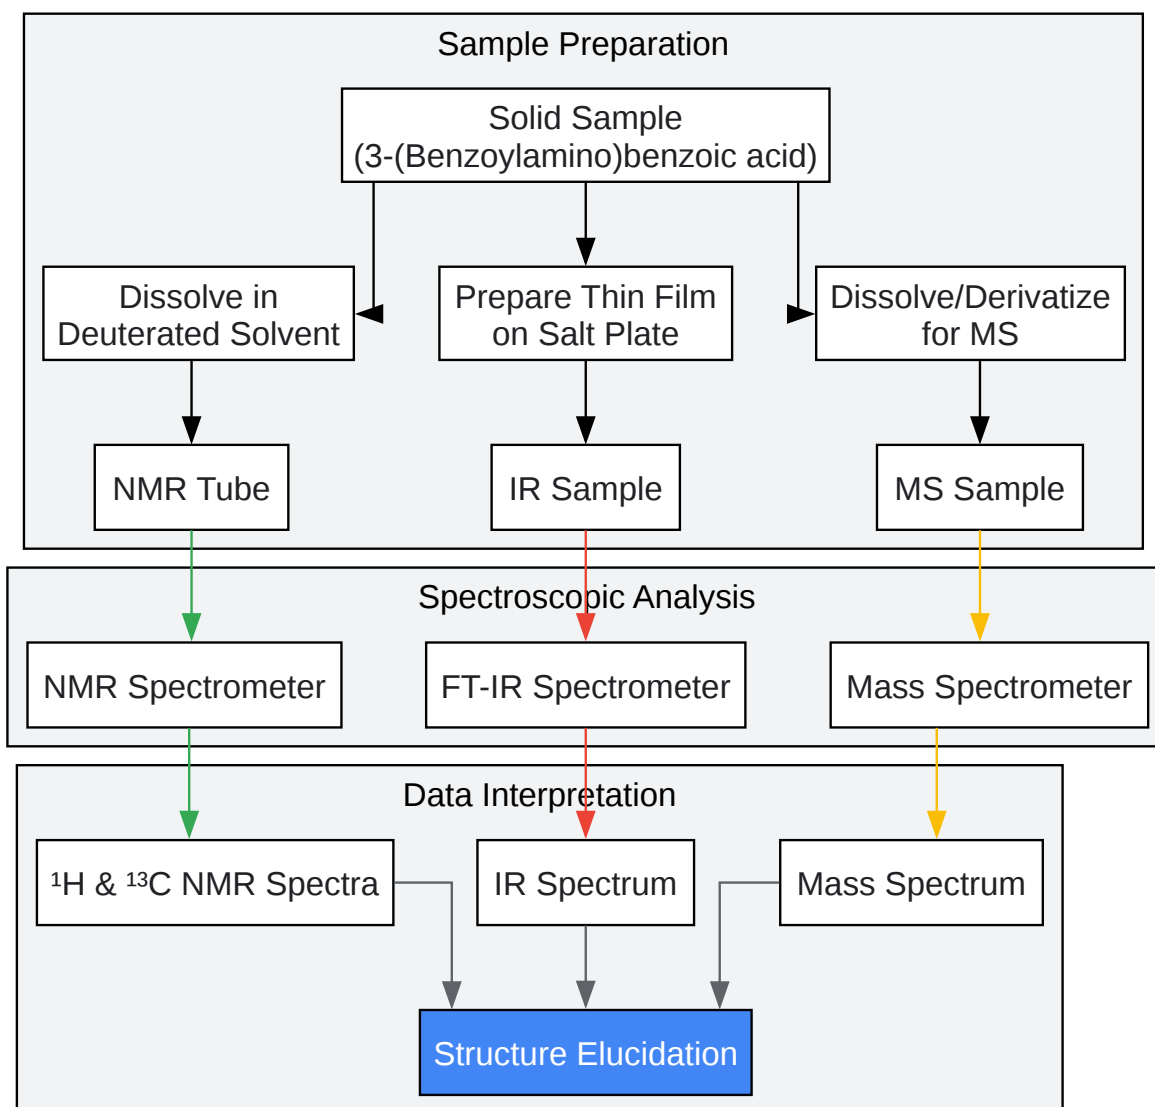 Sample Preparation
Solid Sample
(3-(Benzoylamino)benzoic acid)
Dissolve in
Deuterated Solvent
Prepare Thin Film
on Salt Plate
Dissolve/Derivatize
for MS
NMR Tube
IR Sample
MS Sample
Spectroscopic Analysis
NMR Spectrometer
FT-IR Spectrometer
Mass Spectrometer
Data Interpretation
¹H & ¹³C NMR Spectra
IR Spectrum
Mass Spectrum
Structure Elucidation